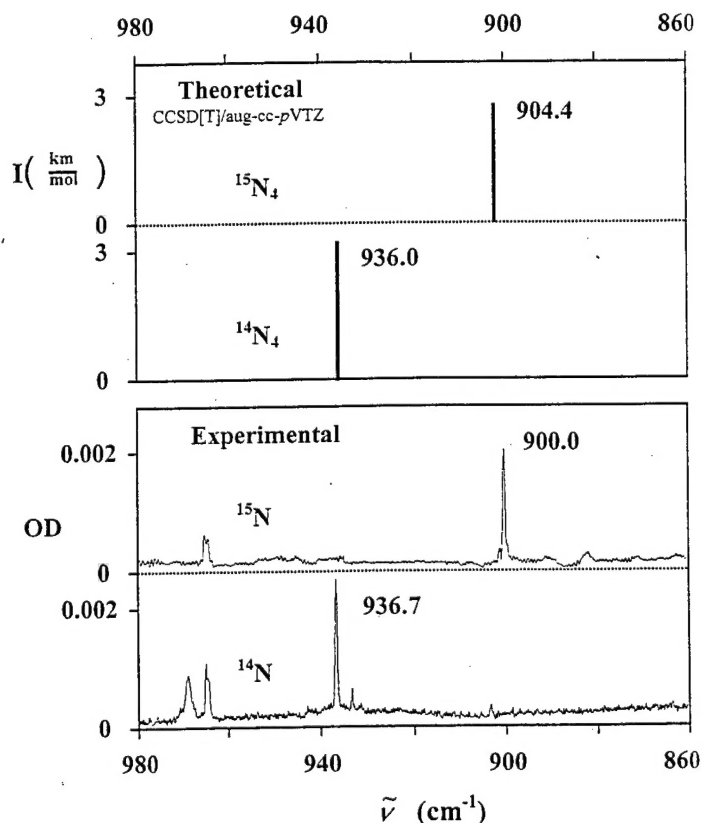 980 940 900 860
Theoretical
CCSD[T]/aug-cc-pVTZ
3
904.4
I( km/mol )
¹⁵N₄
0
3
936.0
¹⁴N₄
0
Experimental
0.002
900.0
¹⁵N
OD
0
0.002
936.7
¹⁴N
0
980 940 900 860
ν̃ (cm⁻¹)